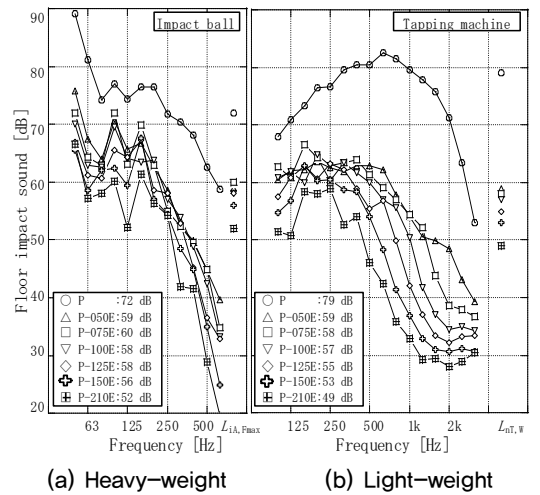 Impact ball
Tapping machine
90
80
70
60
50
40
30
20
Floor impact sound [dB]
P :72 dB
P-050E:59 dB
P-075E:60 dB
P-100E:58 dB
P-125E:58 dB
P-150E:56 dB
P-210E:52 dB
63 125 250 500 LiA,Fmax
Frequency [Hz]
(a) Heavy-weight
P :79 dB
P-050E:59 dB
P-075E:58 dB
P-100E:57 dB
P-125E:55 dB
P-150E:53 dB
P-210E:49 dB
125 250 500 1k 2k LnT,W
Frequency [Hz]
(b) Light-weight